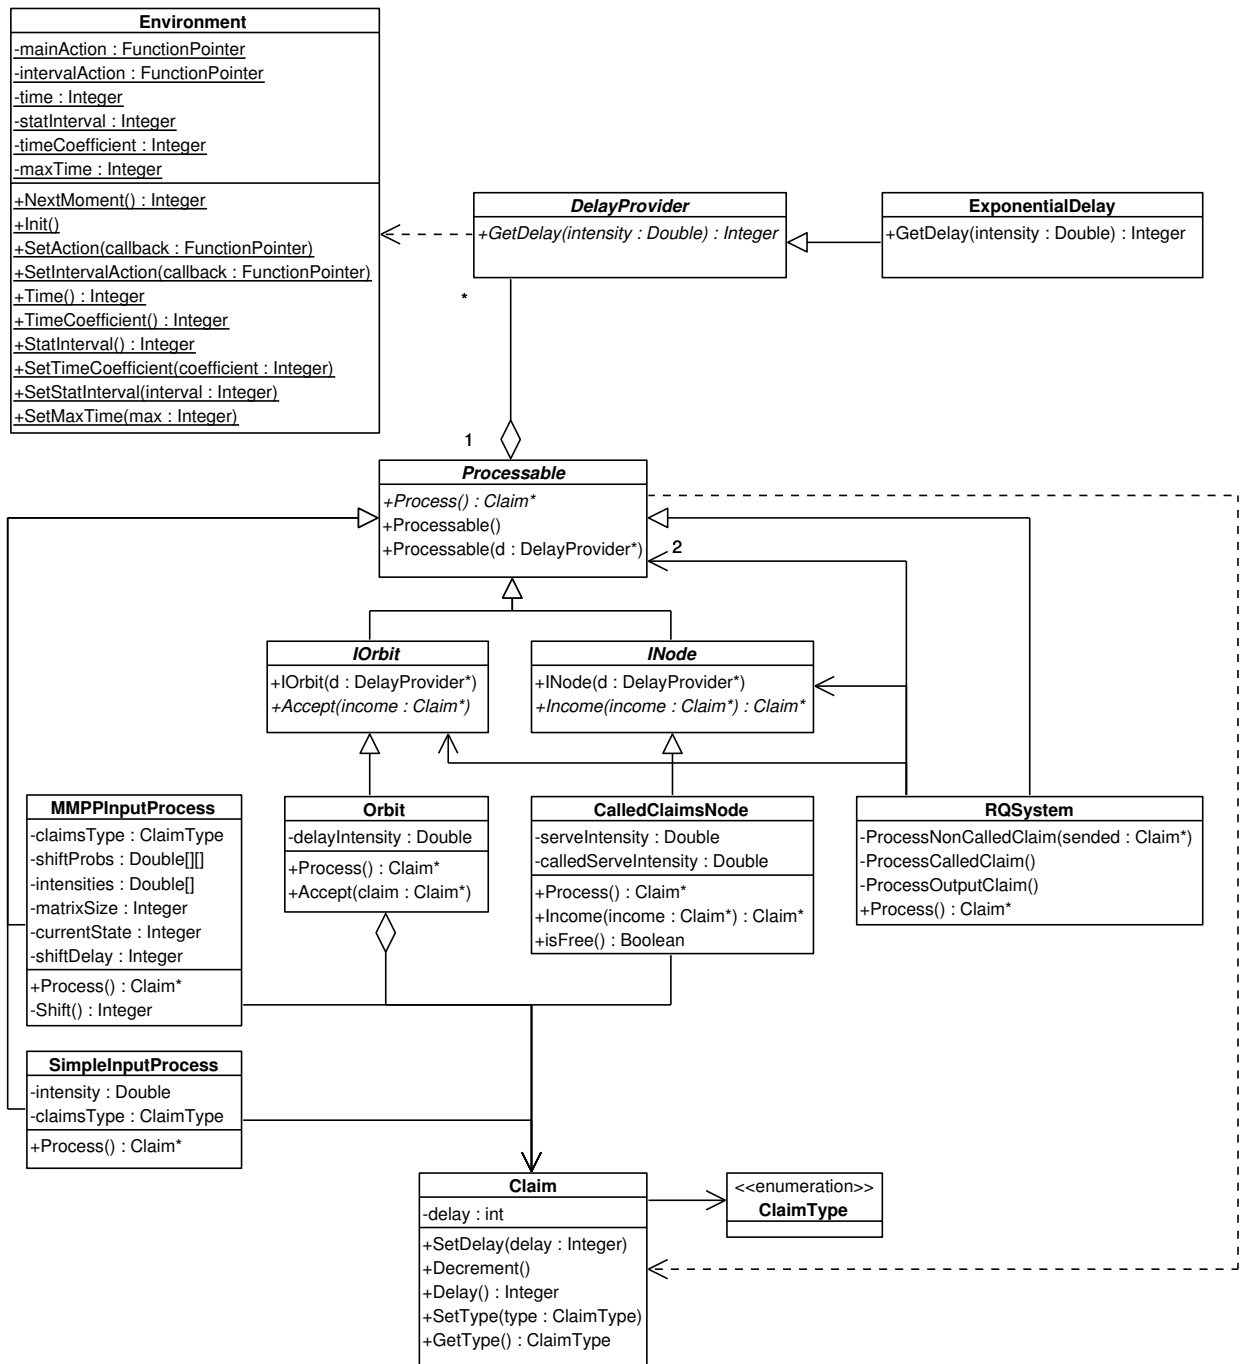 Environment
-mainAction : FunctionPointer
-intervalAction : FunctionPointer
-time : Integer
-statInterval : Integer
-timeCoefficient : Integer
-maxTime : Integer
+NextMoment() : Integer
+Init()
+SetAction(callback : FunctionPointer)
+SetIntervalAction(callback : FunctionPointer)
+Time() : Integer
+TimeCoefficient() : Integer
+StatInterval() : Integer
+SetTimeCoefficient(coefficient : Integer)
+SetStatInterval(interval : Integer)
+SetMaxTime(max : Integer)
DelayProvider
+GetDelay(intensity : Double) : Integer
ExponentialDelay
+GetDelay(intensity : Double) : Integer
*
1
Processable
+Process() : Claim*
+Processable()
+Processable(d : DelayProvider*)
2
IOrbit
+IOrbit(d : DelayProvider*)
+Accept(income : Claim*)
INode
+INode(d : DelayProvider*)
+Income(income : Claim*) : Claim*
MMPPInputProcess
-claimsType : ClaimType
-shiftProbs : Double[][]
-intensities : Double[]
-matrixSize : Integer
-currentState : Integer
-shiftDelay : Integer
+Process() : Claim*
-Shift() : Integer
Orbit
-delayIntensity : Double
+Process() : Claim*
+Accept(claim : Claim*)
CalledClaimsNode
-serveIntensity : Double
-calledServeIntensity : Double
+Process() : Claim*
+Income(income : Claim*) : Claim*
+isFree() : Boolean
RQSystem
-ProcessNonCalledClaim(sended : Claim*)
-ProcessCalledClaim()
-ProcessOutputClaim()
+Process() : Claim*
SimpleInputProcess
-intensity : Double
-claimsType : ClaimType
+Process() : Claim*
Claim
-delay : int
+SetDelay(delay : Integer)
+Decrement()
+Delay() : Integer
+SetType(type : ClaimType)
+GetType() : ClaimType
<<enumeration>>
ClaimType